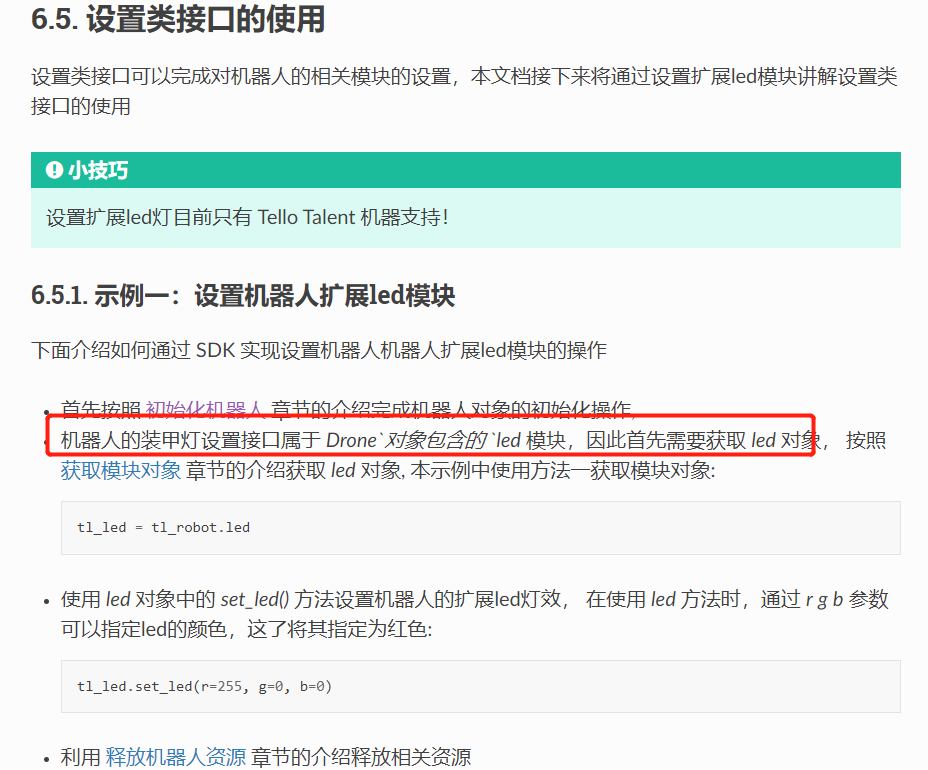 6.5. 设置类接口的使用
设置类接口可以完成对机器人的相关模块的设置，本文档接下来将通过设置扩展led模块讲解设置类
接口的使用
小技巧
设置扩展led灯目前只有 Tello Talent 机器支持！
6.5.1. 示例一：设置机器人扩展led模块
下面介绍如何通过 SDK 实现设置机器人机器人扩展led模块的操作
首先按照 初始化机器人 章节的介绍完成机器人对象的初始化操作,
机器人的装甲灯设置接口属于 Drone`对象包含的`led 模块，因此首先需要获取 led 对象， 按照
获取模块对象 章节的介绍获取 led 对象, 本示例中使用方法一获取模块对象:
tl_led = tl_robot.led
使用 led 对象中的 set_led() 方法设置机器人的扩展led灯效， 在使用 led 方法时，通过 r g b 参数
可以指定led的颜色，这了将其指定为红色:
tl_led.set_led(r=255, g=0, b=0)
利用 释放机器人资源 章节的介绍释放相关资源